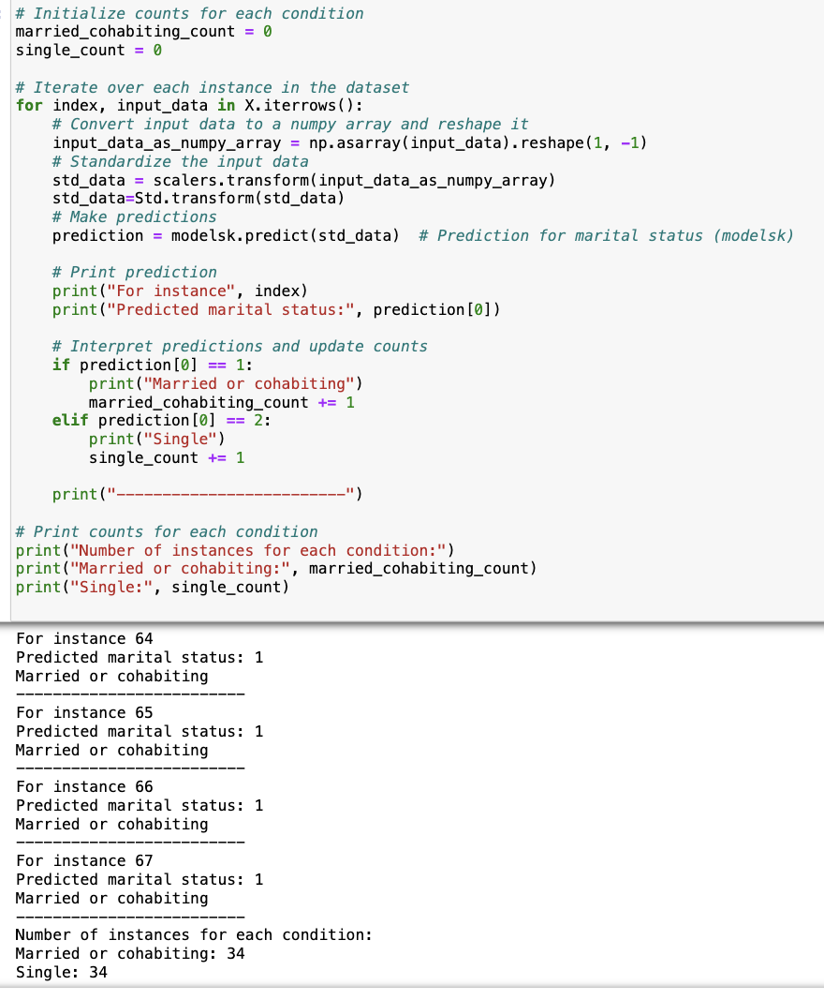 # Initialize counts for each condition
married_cohabiting_count = 0
single_count = 0
# Iterate over each instance in the dataset
for index, input_data in X.iterrows():
    # Convert input data to a numpy array and reshape it
    input_data_as_numpy_array = np.asarray(input_data).reshape(1, -1)
    # Standardize the input data
    std_data = scalers.transform(input_data_as_numpy_array)
    std_data=Std.transform(std_data)
    # Make predictions
    prediction = modelsk.predict(std_data)  # Prediction for marital status (modelsk)
    # Print prediction
    print("For instance", index)
    print("Predicted marital status:", prediction[0])
    # Interpret predictions and update counts
    if prediction[0] == 1:
        print("Married or cohabiting")
        married_cohabiting_count += 1
    elif prediction[0] == 2:
        print("Single")
        single_count += 1
    print("-------------------------")
# Print counts for each condition
print("Number of instances for each condition:")
print("Married or cohabiting:", married_cohabiting_count)
print("Single:", single_count)
For instance 64
Predicted marital status: 1
Married or cohabiting
-------------------------
For instance 65
Predicted marital status: 1
Married or cohabiting
-------------------------
For instance 66
Predicted marital status: 1
Married or cohabiting
-------------------------
For instance 67
Predicted marital status: 1
Married or cohabiting
-------------------------
Number of instances for each condition:
Married or cohabiting: 34
Single: 34